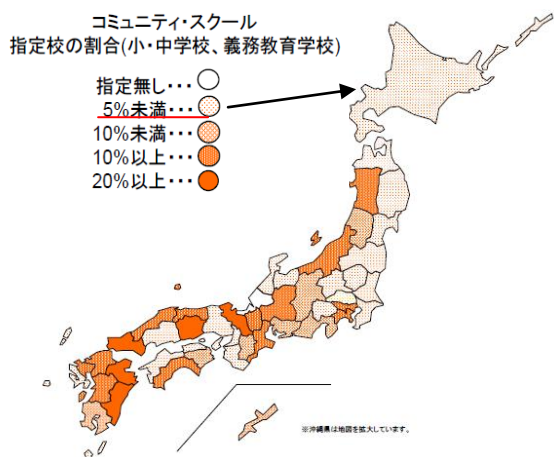 コミュニティ・スクール
指定校の割合(小・中学校、義務教育学校)
指定無し・・・
5%未満・・・
10%未満・・・
10%以上・・・
20%以上・・・
※沖縄県は地図を拡大しています。